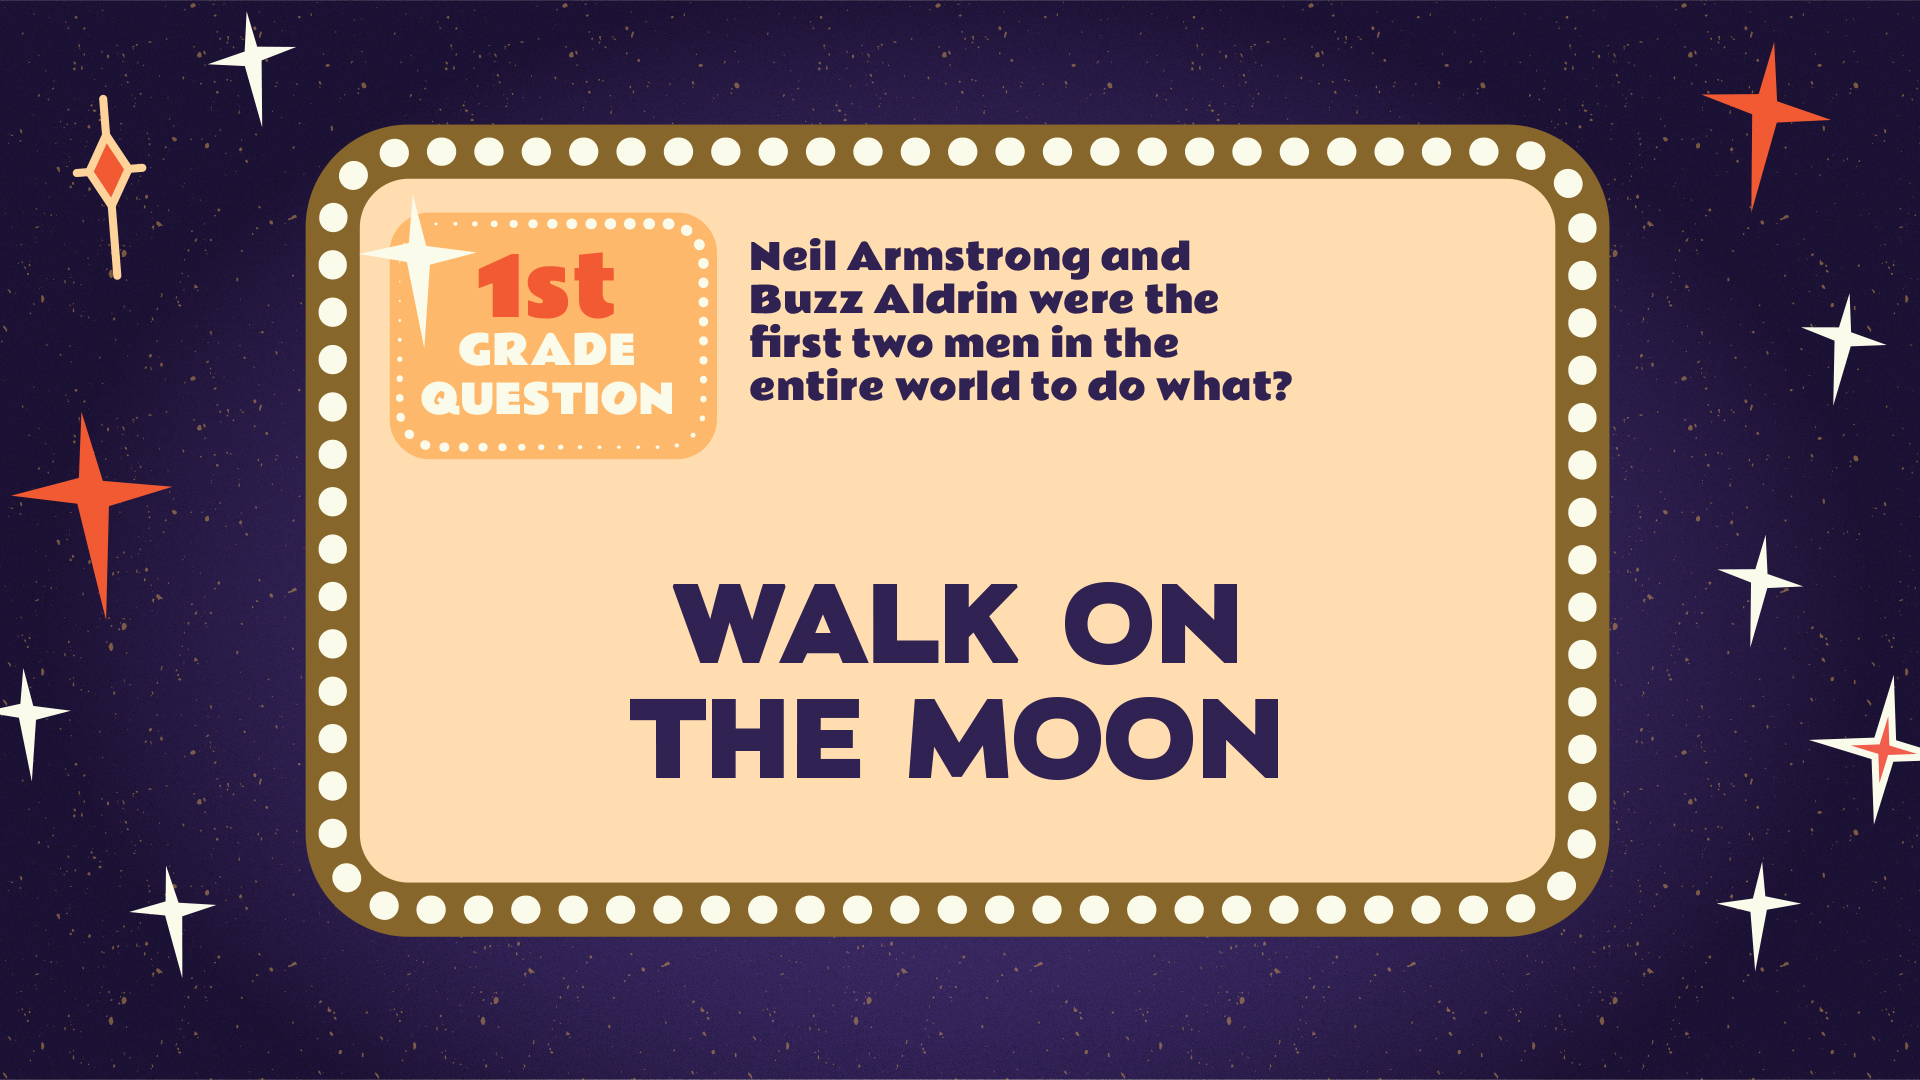 1st
GRADE
QUESTION
Neil Armstrong and
Buzz Aldrin were the
first two men in the
entire world to do what?
WALK ON
THE MOON